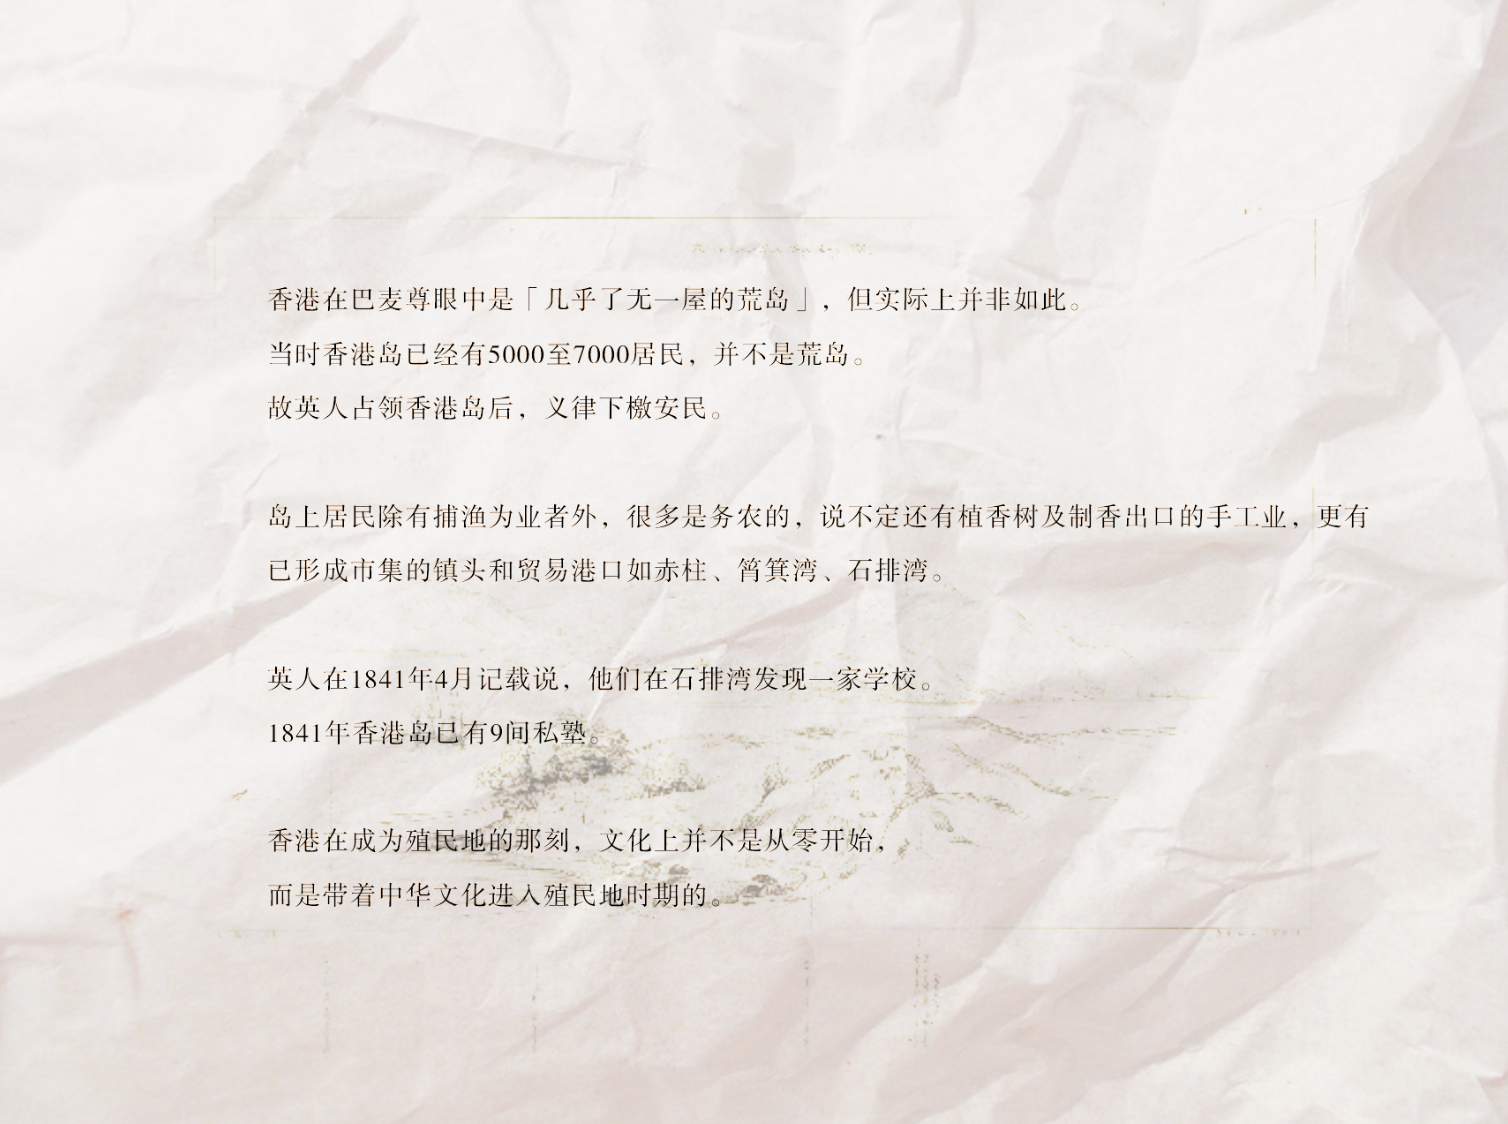 香港在巴麦尊眼中是「几乎了无一屋的荒岛」，但实际上并非如此。
当时香港岛已经有5000至7000居民，并不是荒岛。
故英人占领香港岛后，义律下檄安民。
岛上居民除有捕渔为业者外，很多是务农的，说不定还有植香树及制香出口的手工业，更有
已形成市集的镇头和贸易港口如赤柱、筲箕湾、石排湾。
英人在1841年4月记载说，他们在石排湾发现一家学校。
1841年香港岛已有9间私塾。
香港在成为殖民地的那刻，文化上并不是从零开始，
而是带着中华文化进入殖民地时期的。